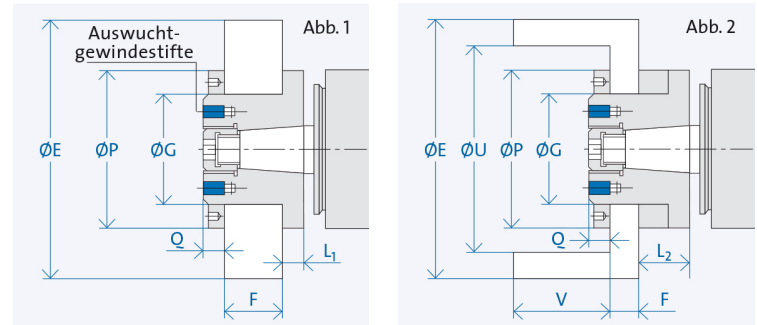 Abb. 1
Auswucht-
gewindestifte
ØE
ØP
ØG
Q
L₁
F
Abb. 2
ØE
ØU
ØP
ØG
Q
L₂
V
F